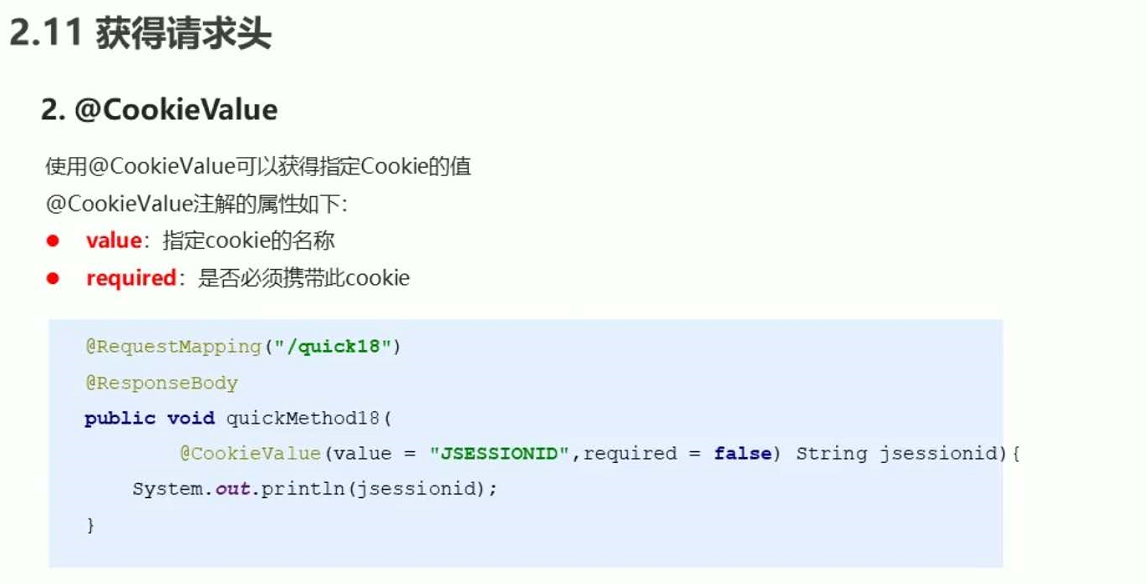 2.11 获得请求头
2. @CookieValue
使用@CookieValue可以获得指定Cookie的值
@CookieValue注解的属性如下：
● value：指定cookie的名称
● required：是否必须携带此cookie
@RequestMapping("/quick18")
@ResponseBody
public void quickMethod18(
@CookieValue(value = "JSESSIONID",required = false) String jsessionid){
System.out.println(jsessionid);
}